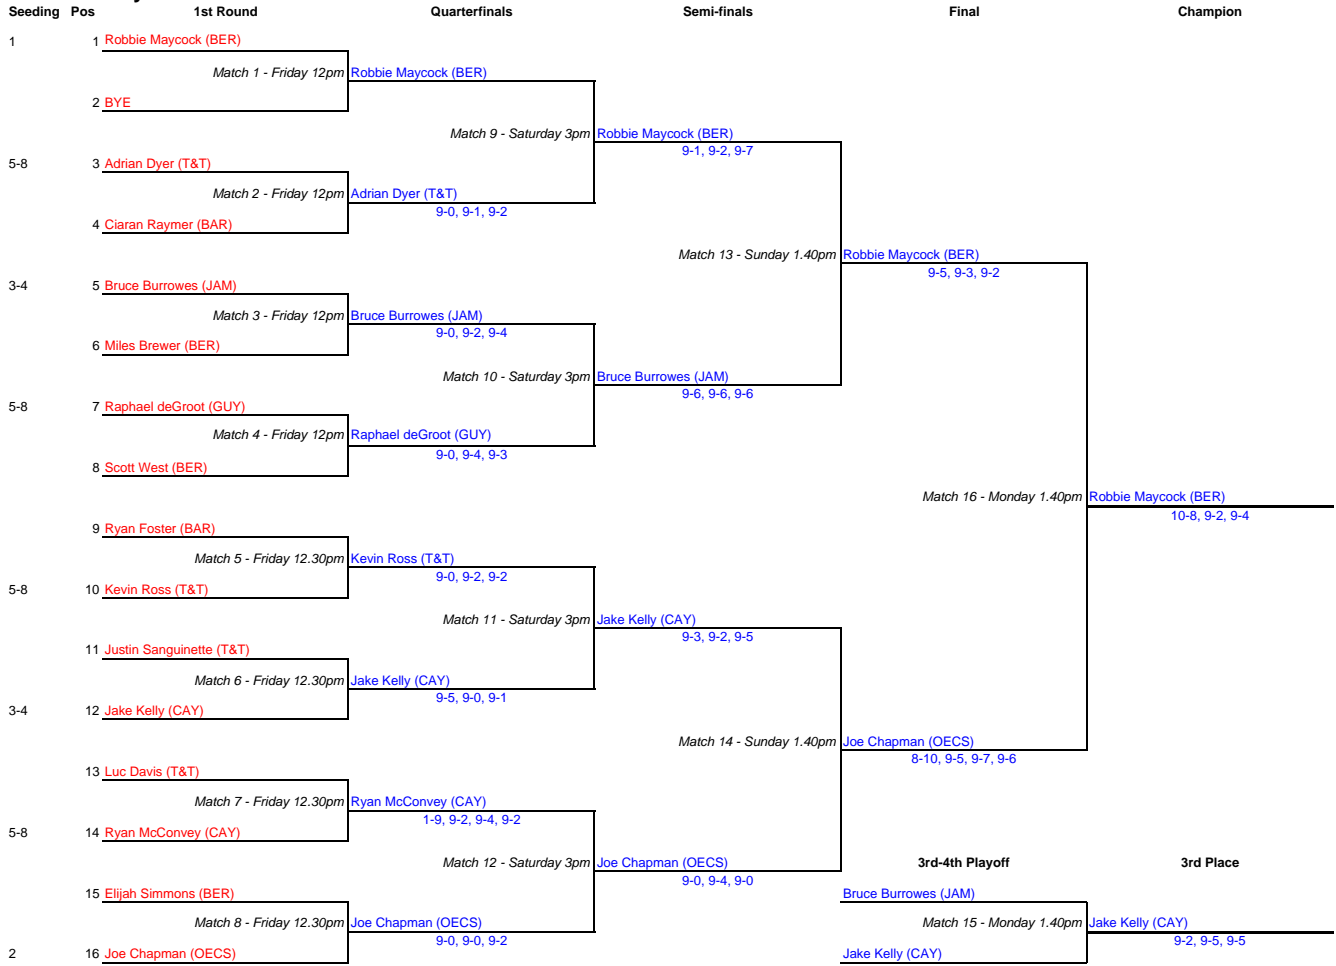 Seeding Pos 1st Round Quarterfinals Semi-finals Final Champion
1 1 Robbie Maycock (BER)
Match 1 - Friday 12pm Robbie Maycock (BER)
2 BYE
Match 9 - Saturday 3pm Robbie Maycock (BER)
9-1, 9-2, 9-7
5-8 3 Adrian Dyer (T&T)
Match 2 - Friday 12pm Adrian Dyer (T&T)
9-0, 9-1, 9-2
4 Ciaran Raymer (BAR)
Match 13 - Sunday 1.40pm Robbie Maycock (BER)
9-5, 9-3, 9-2
3-4 5 Bruce Burrowes (JAM)
Match 3 - Friday 12pm Bruce Burrowes (JAM)
9-0, 9-2, 9-4
6 Miles Brewer (BER)
Match 10 - Saturday 3pm Bruce Burrowes (JAM)
9-6, 9-6, 9-6
5-8 7 Raphael deGroot (GUY)
Match 4 - Friday 12pm Raphael deGroot (GUY)
9-0, 9-4, 9-3
8 Scott West (BER)
Match 16 - Monday 1.40pm Robbie Maycock (BER)
10-8, 9-2, 9-4
9 Ryan Foster (BAR)
Match 5 - Friday 12.30pm Kevin Ross (T&T)
9-0, 9-2, 9-2
5-8 10 Kevin Ross (T&T)
Match 11 - Saturday 3pm Jake Kelly (CAY)
9-3, 9-2, 9-5
11 Justin Sanguinette (T&T)
Match 6 - Friday 12.30pm Jake Kelly (CAY)
9-5, 9-0, 9-1
3-4 12 Jake Kelly (CAY)
Match 14 - Sunday 1.40pm Joe Chapman (OECS)
8-10, 9-5, 9-7, 9-6
13 Luc Davis (T&T)
Match 7 - Friday 12.30pm Ryan McConvey (CAY)
1-9, 9-2, 9-4, 9-2
5-8 14 Ryan McConvey (CAY)
Match 12 - Saturday 3pm Joe Chapman (OECS) 3rd-4th Playoff 3rd Place
9-0, 9-4, 9-0
15 Elijah Simmons (BER) Bruce Burrowes (JAM)
Match 8 - Friday 12.30pm Joe Chapman (OECS) Match 15 - Monday 1.40pm Jake Kelly (CAY)
9-0, 9-0, 9-2 9-2, 9-5, 9-5
2 16 Joe Chapman (OECS) Jake Kelly (CAY)